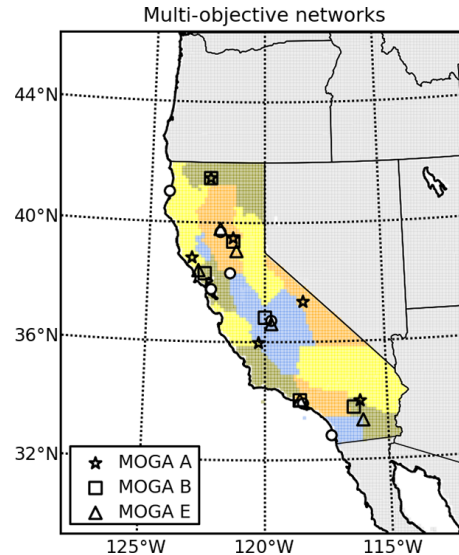 Multi-objective networks
44°N
40°N
36°N
32°N
MOGA A
MOGA B
MOGA E
125°W
120°W
115°W